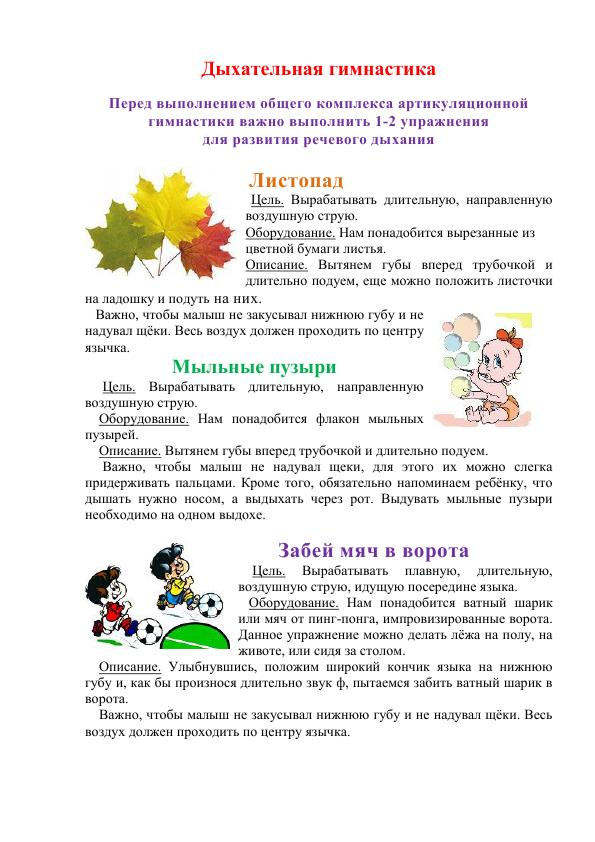 Дыхательная гимнастика
Перед выполнением общего комплекса артикуляционной
гимнастики важно выполнить 1-2 упражнения
для развития речевого дыхания
Листопад
Цель. Вырабатывать длительную, направленную
воздушную струю.
Оборудование. Нам понадобится вырезанные из
цветной бумаги листья.
Описание. Вытянем губы вперед трубочкой и
длительно подуем, еще можно положить листочки
на ладошку и подуть на них.
Важно, чтобы малыш не закусывал нижнюю губу и не
надувал щёки. Весь воздух должен проходить по центру
язычка.
Мыльные пузыри
Цель. Вырабатывать длительную, направленную
воздушную струю.
Оборудование. Нам понадобится флакон мыльных
пузырей.
Описание. Вытянем губы вперед трубочкой и длительно подуем.
Важно, чтобы малыш не надувал щеки, для этого их можно слегка
придерживать пальцами. Кроме того, обязательно напоминаем ребёнку, что
дышать нужно носом, а выдыхать через рот. Выдувать мыльные пузыри
необходимо на одном выдохе.
Забей мяч в ворота
Цель. Вырабатывать плавную, длительную,
воздушную струю, идущую посередине языка.
Оборудование. Нам понадобится ватный шарик
или мяч от пинг-понга, импровизированные ворота.
Данное упражнение можно делать лёжа на полу, на
животе, или сидя за столом.
Описание. Улыбнувшись, положим широкий кончик языка на нижнюю
губу и, как бы произнося длительно звук ф, пытаемся забить ватный шарик в
ворота.
Важно, чтобы малыш не закусывал нижнюю губу и не надувал щёки. Весь
воздух должен проходить по центру язычка.